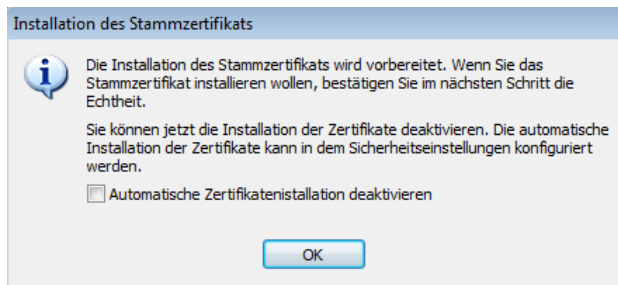 Installation des Stammzertifikats
Die Installation des Stammzertifikats wird vorbereitet. Wenn Sie das
Stammzertifikat installieren wollen, bestätigen Sie im nächsten Schritt die
Echtheit.
Sie können jetzt die Installation der Zertifikate deaktivieren. Die automatische
Installation der Zertifikate kann in dem Sicherheitseinstellungen konfiguriert
werden.
Automatische Zertifikatenistallation deaktivieren
OK